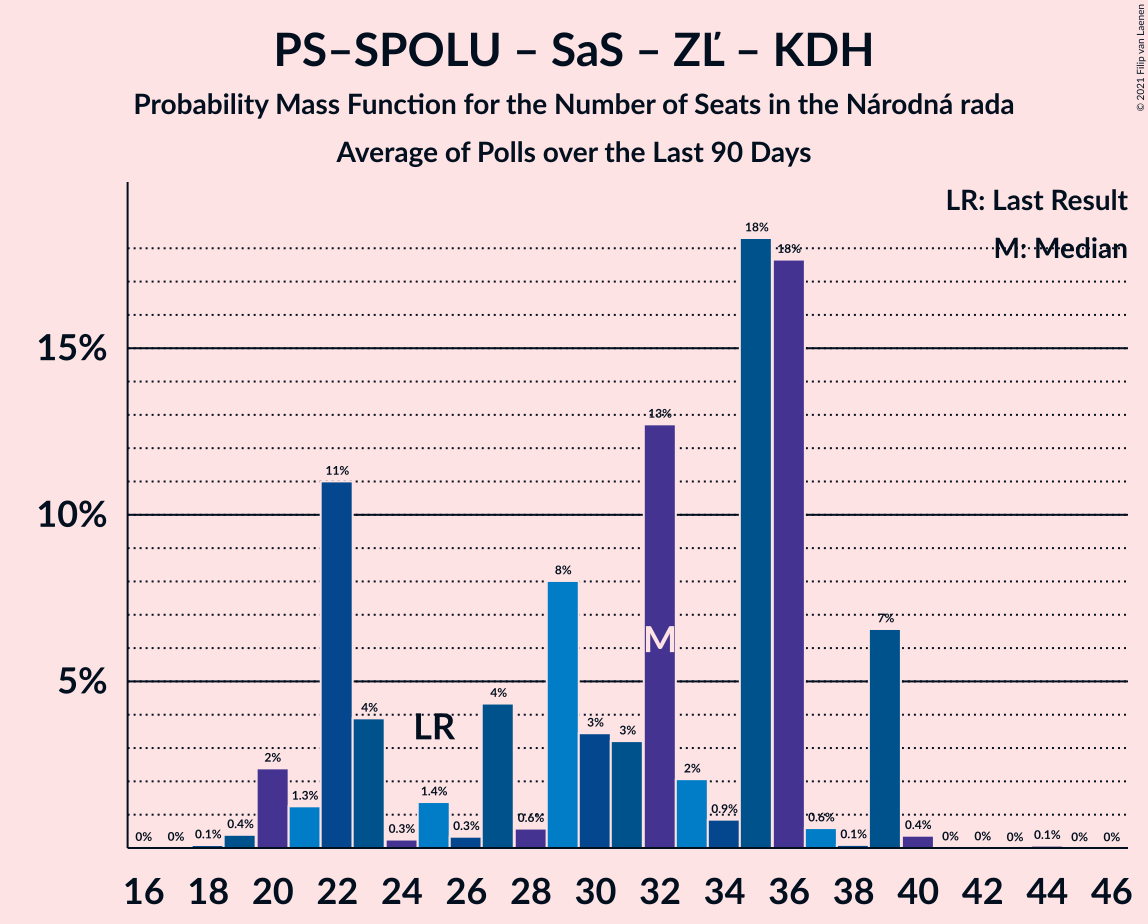 PS–SPOLU – SaS – ZĽ – KDH
Probability Mass Function for the Number of Seats in the Národná rada
Average of Polls over the Last 90 Days
© 2021 Filip van Laenen
LR: Last Result
M: Median
15%
10%
5%
0% 0% 0.1% 0.4% 2% 1.3% 11% 4% 0.3% 1.4% 0.3% 4% 0.6% 8% 3% 3% 13% 2% 0.9% 18% 18% 0.6% 0.1% 7% 0.4% 0% 0% 0% 0.1% 0% 0%
LR
M
16 18 20 22 24 26 28 30 32 34 36 38 40 42 44 46